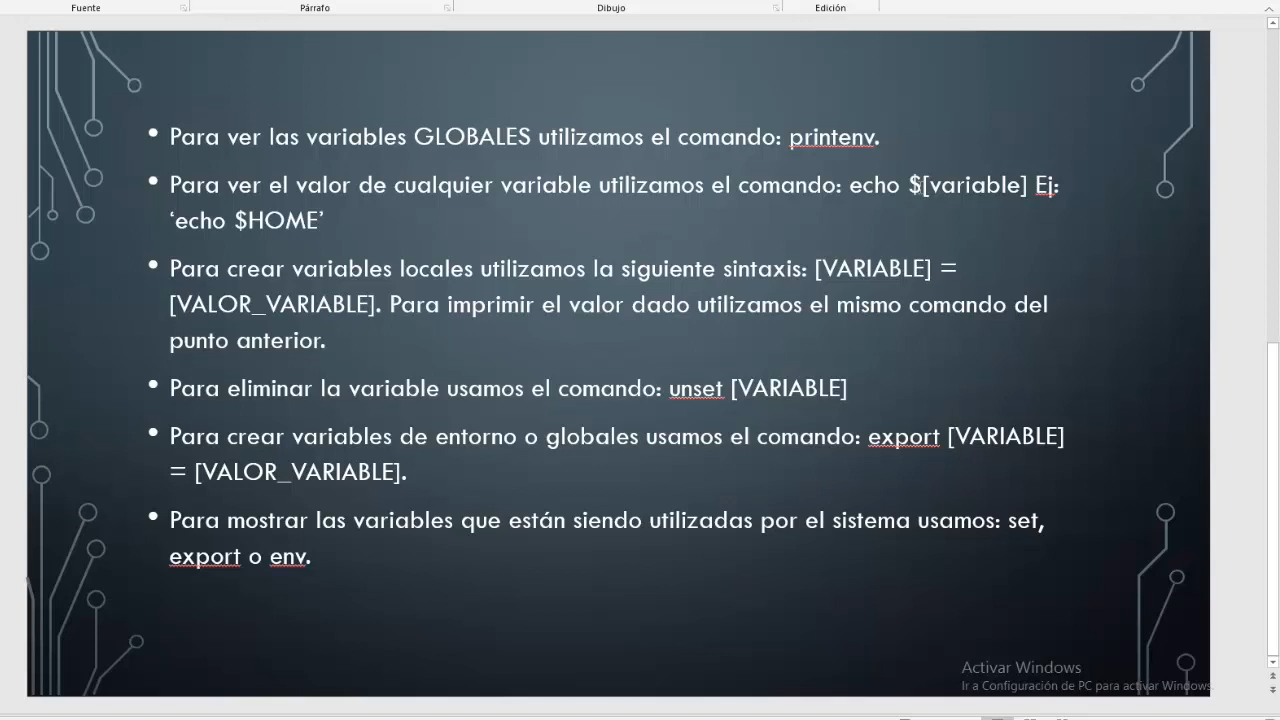 Fuente Párrafo Dibujo Edición
• Para ver las variables GLOBALES utilizamos el comando: printenv.
• Para ver el valor de cualquier variable utilizamos el comando: echo $[variable] Ej:
‘echo $HOME’
• Para crear variables locales utilizamos la siguiente sintaxis: [VARIABLE] =
[VALOR_VARIABLE]. Para imprimir el valor dado utilizamos el mismo comando del
punto anterior.
• Para eliminar la variable usamos el comando: unset [VARIABLE]
• Para crear variables de entorno o globales usamos el comando: export [VARIABLE]
= [VALOR_VARIABLE].
• Para mostrar las variables que están siendo utilizadas por el sistema usamos: set,
export o env.
Activar Windows
Ir a Configuración de PC para activar Windows.